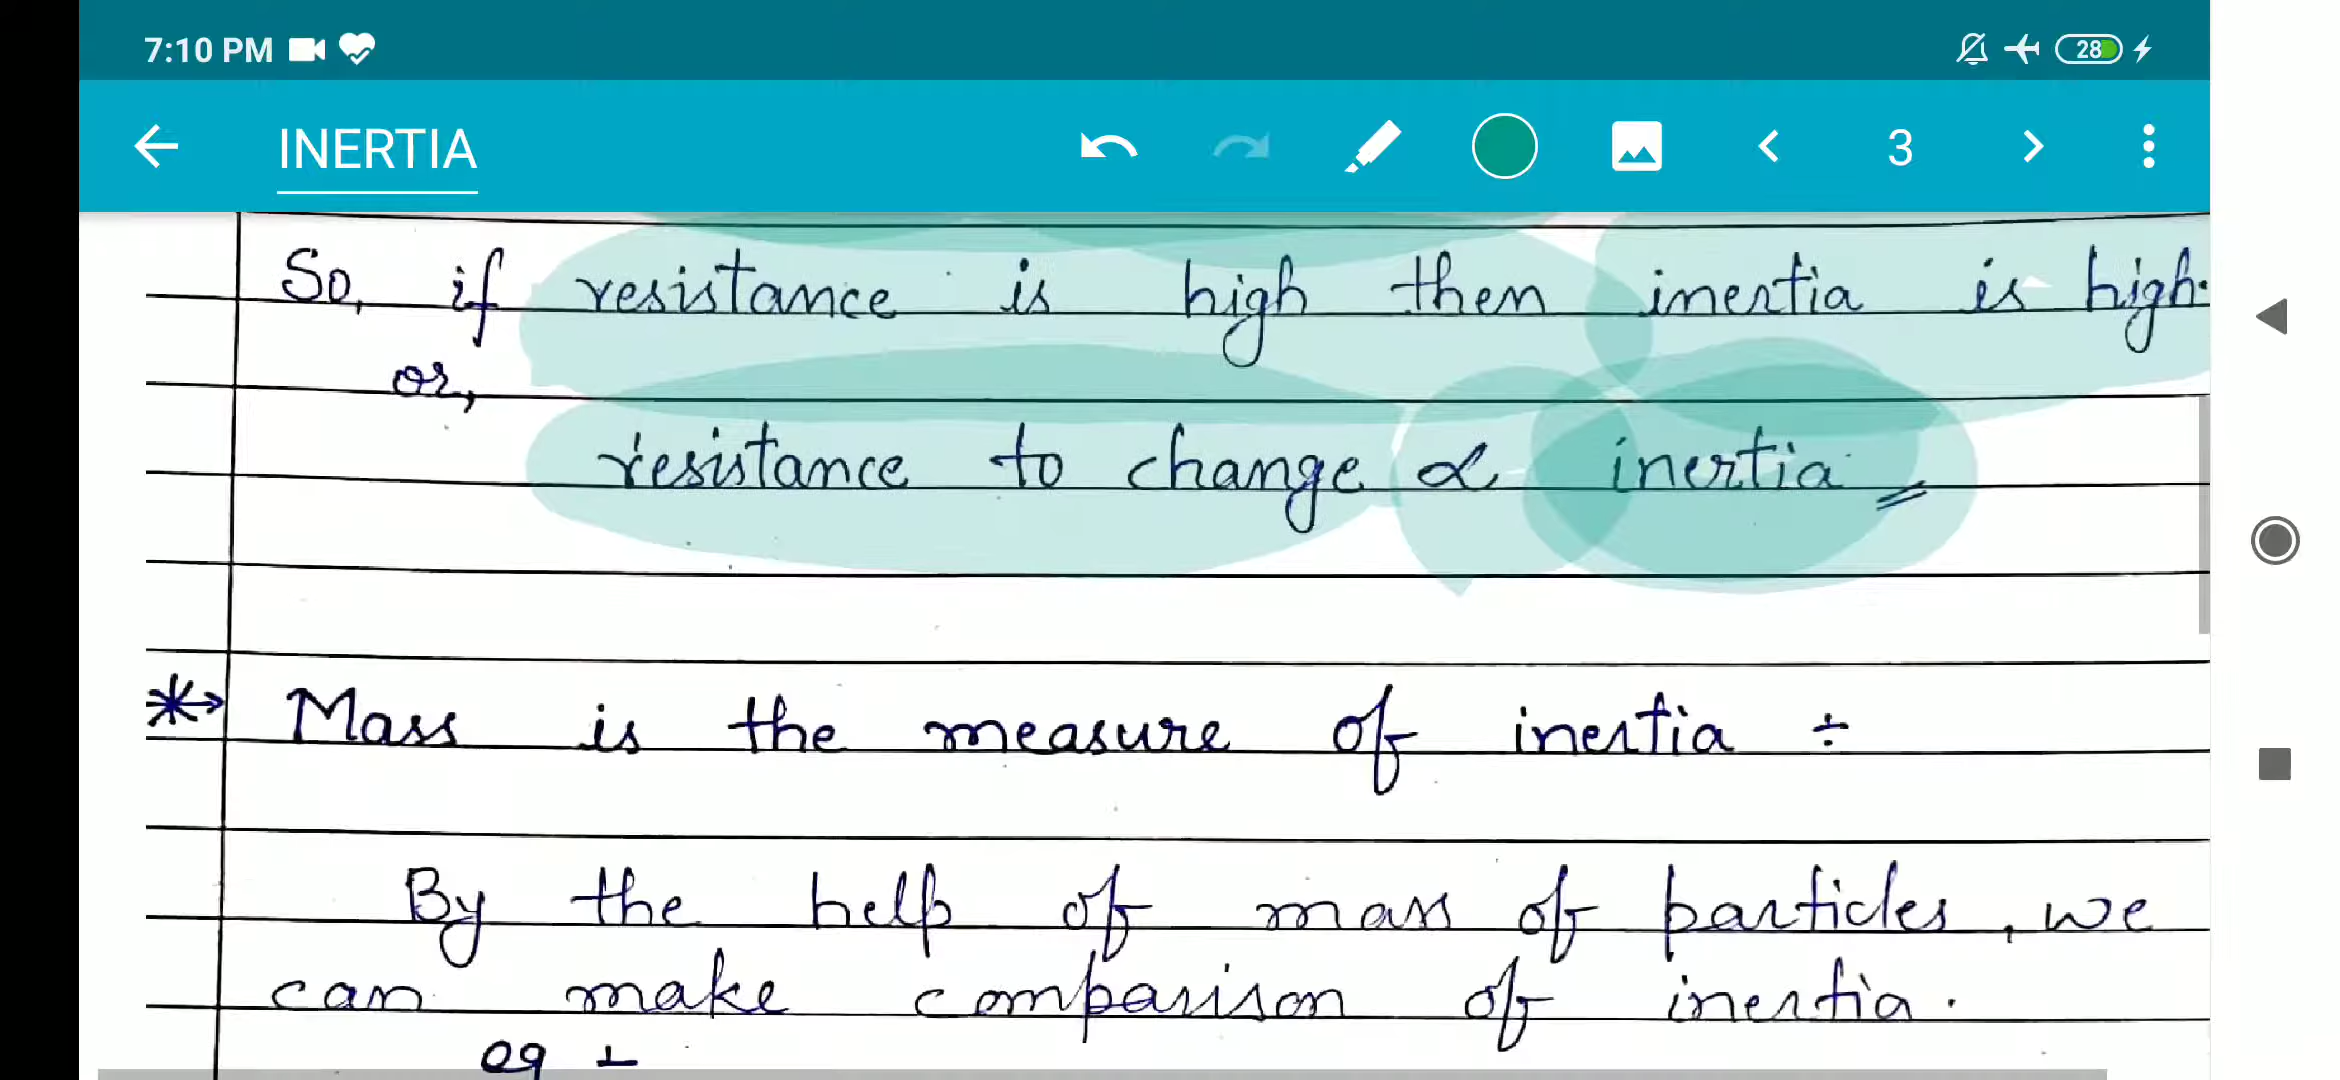 7:10 PM 28
INERTIA 3
So, if resistance is high then inertia is high.
or,
resistance to change ∝ inertia
Mass is the measure of inertia ÷
By the help of mass of particles, we
can make comparison of inertia.
eg